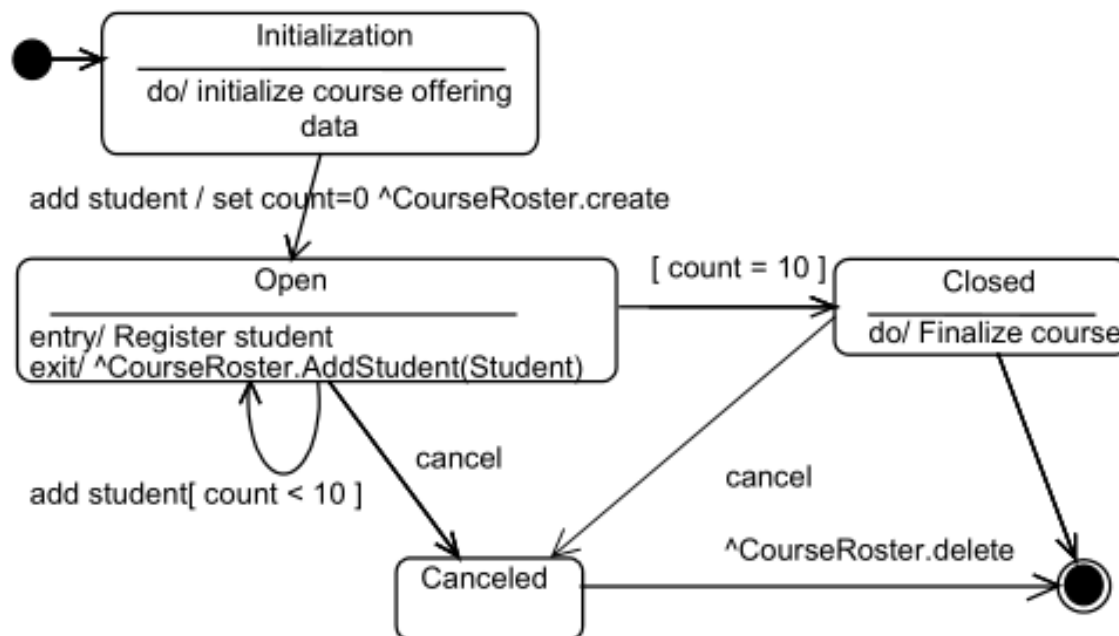 Initialization
do/ initialize course offering
data
add student / set count=0 ^CourseRoster.create
Open
entry/ Register student
exit/ ^CourseRoster.AddStudent(Student)
[ count = 10 ]
Closed
do/ Finalize course
add student[ count < 10 ]
cancel
cancel
^CourseRoster.delete
Canceled